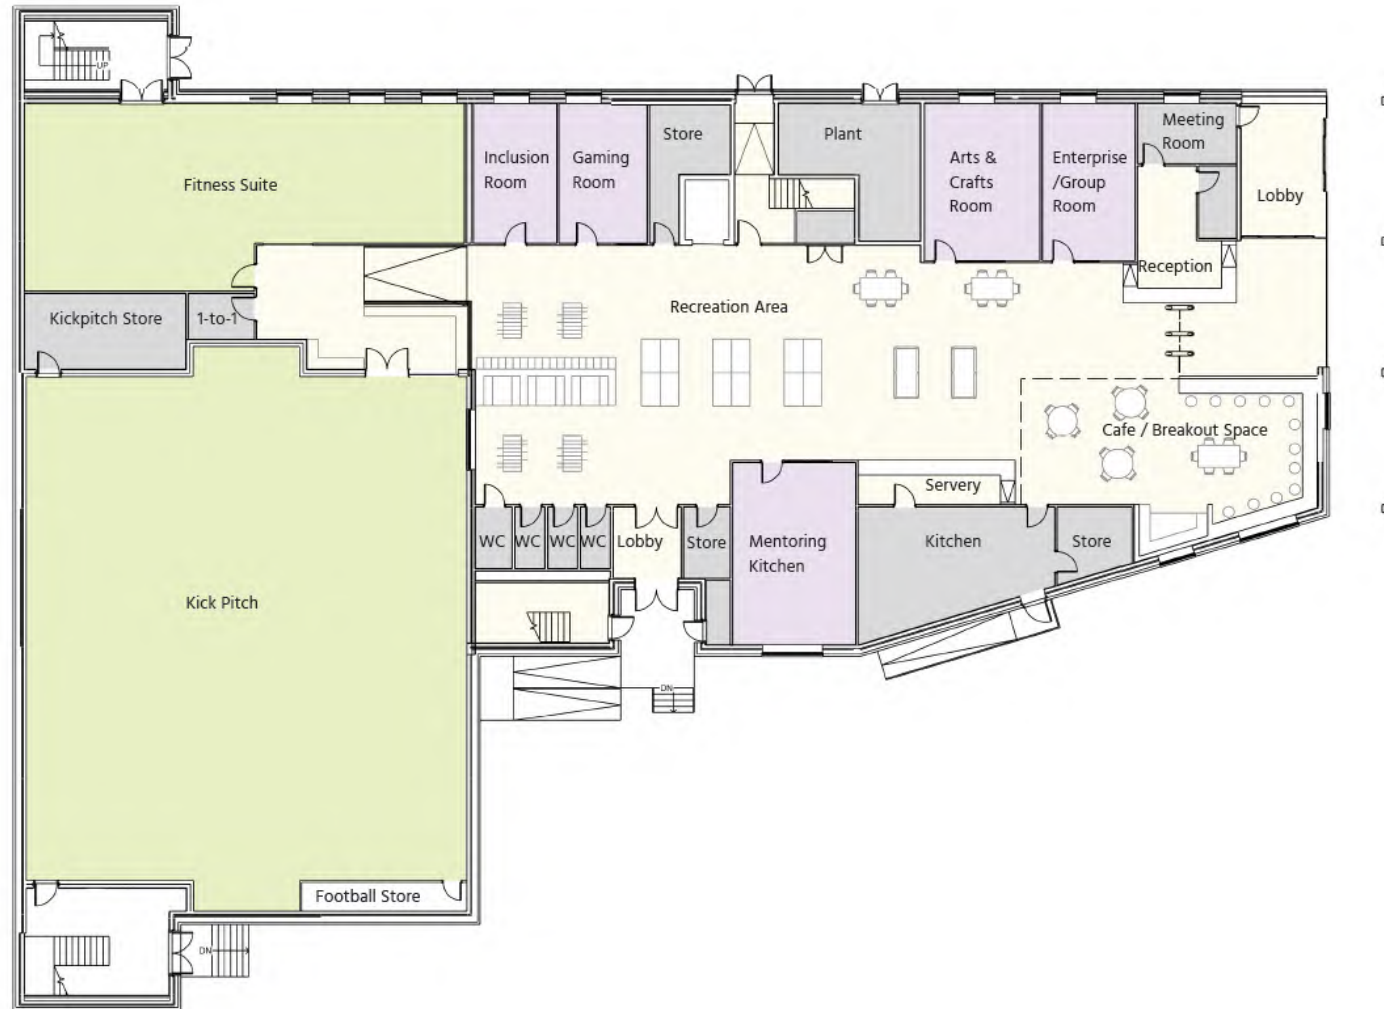 UP
Store
Plant
Meeting
Room
Inclusion
Room
Gaming
Room
Arts &
Crafts
Room
Enterprise
/Group
Room
Fitness Suite
Lobby
Reception
Recreation Area
Kickpitch Store
1-to-1
Cafe / Breakout Space
Servery
WC
WC
WC
WC
Lobby
Store
Mentoring
Kitchen
Kitchen
Store
Kick Pitch
DN
Football Store
DN